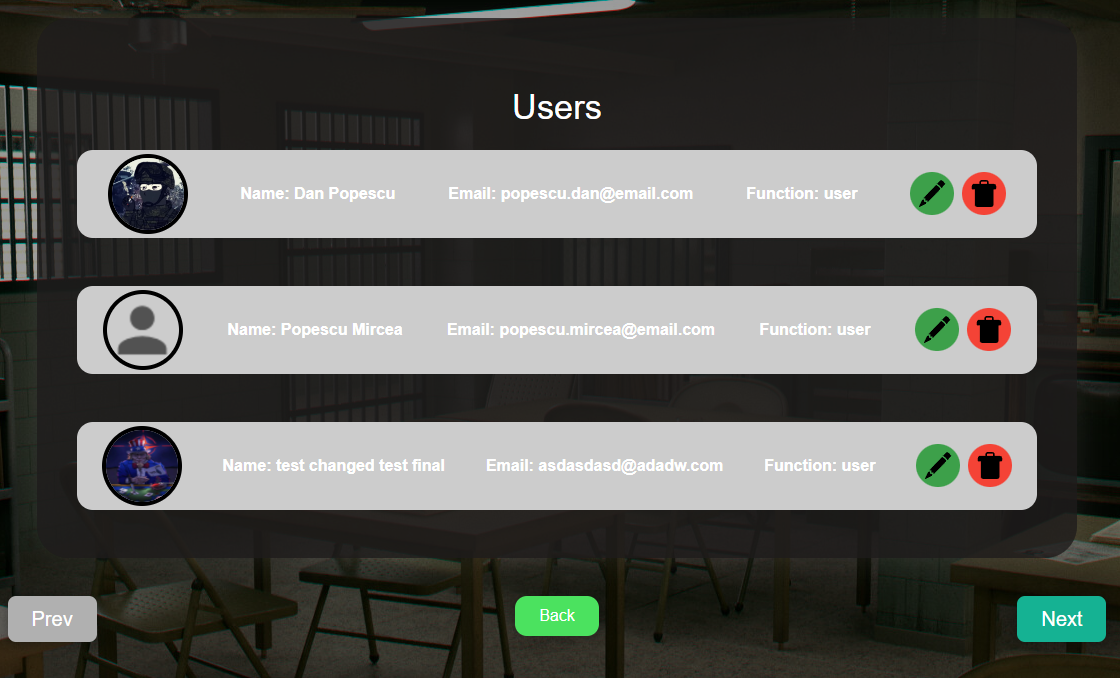 Users
Name: Dan Popescu Email: popescu.dan@email.com Function: user
Name: Popescu Mircea Email: popescu.mircea@email.com Function: user
Name: test changed test final Email: asdasdasd@adadw.com Function: user
Prev Back Next